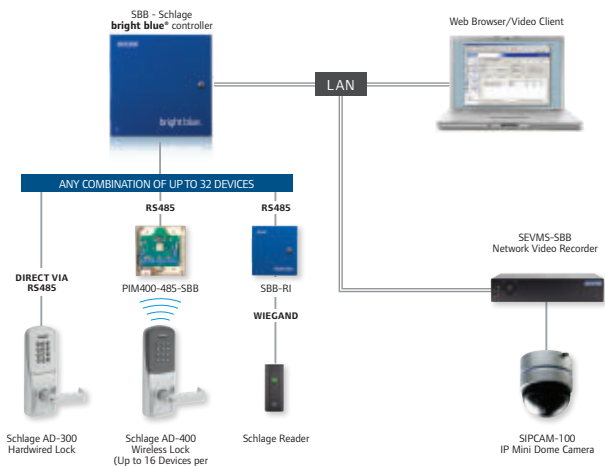 SBB - Schlage
bright blue® controller
Web Browser/Video Client
LAN
bright blue
ANY COMBINATION OF UP TO 32 DEVICES
RS485
RS485
SEVMS-SBB
Network Video Recorder
DIRECT VIA
RS485
PIM400-485-SBB
SBB-RI
WIEGAND
Schlage AD-300
Hardwired Lock
Schlage AD-400
Wireless Lock
(Up to 16 Devices per
Schlage Reader
SIPCAM-100
IP Mini Dome Camera